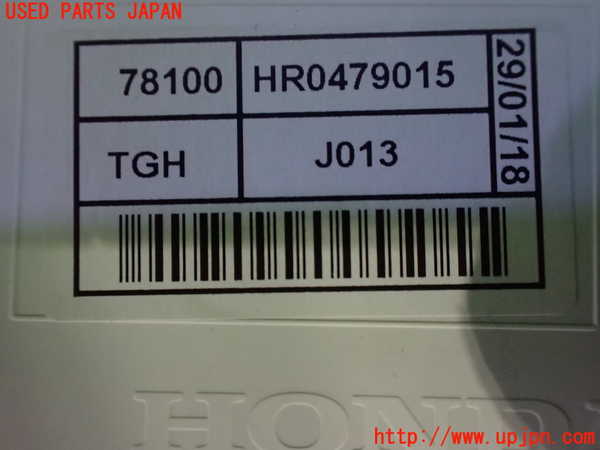 USED PARTS JAPAN
78100 HR0479015
29/01/18
TGH J013
HOND
http://www.upjpn.com/